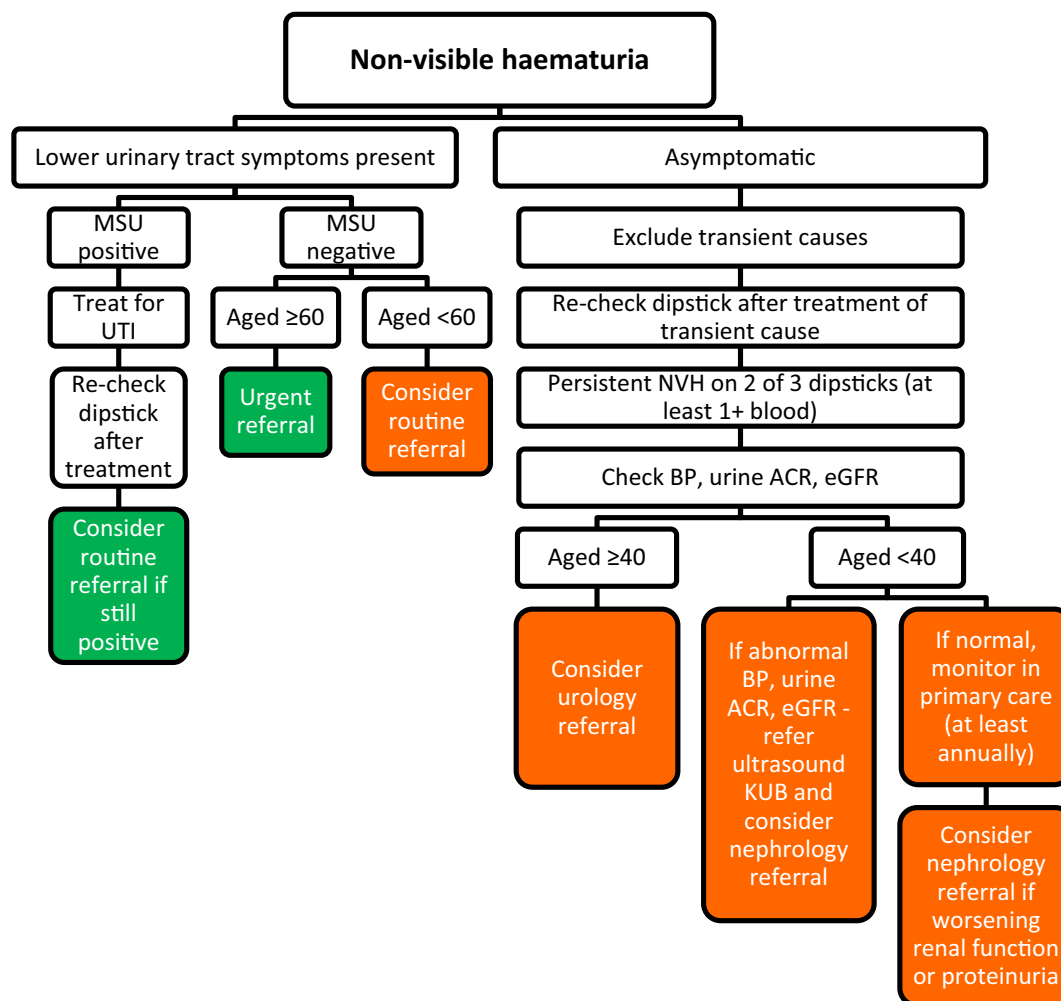 Non-visible haematuria
Lower urinary tract symptoms present
MSU
positive
Treat for
UTI
Re-check
dipstick
after
treatment
Consider
routine
referral if
still
positive
MSU
negative
Aged ≥60
Urgent
referral
Aged <60
Consider
routine
referral
Asymptomatic
Exclude transient causes
Re-check dipstick after treatment of
transient cause
Persistent NVH on 2 of 3 dipsticks (at
least 1+ blood)
Check BP, urine ACR, eGFR
Aged ≥40
Consider
urology
referral
Aged <40
If abnormal
BP, urine
ACR, eGFR -
refer
ultrasound
KUB and
consider
nephrology
referral
If normal,
monitor in
primary care
(at least
annually)
Consider
nephrology
referral if
worsening
renal function
or proteinuria